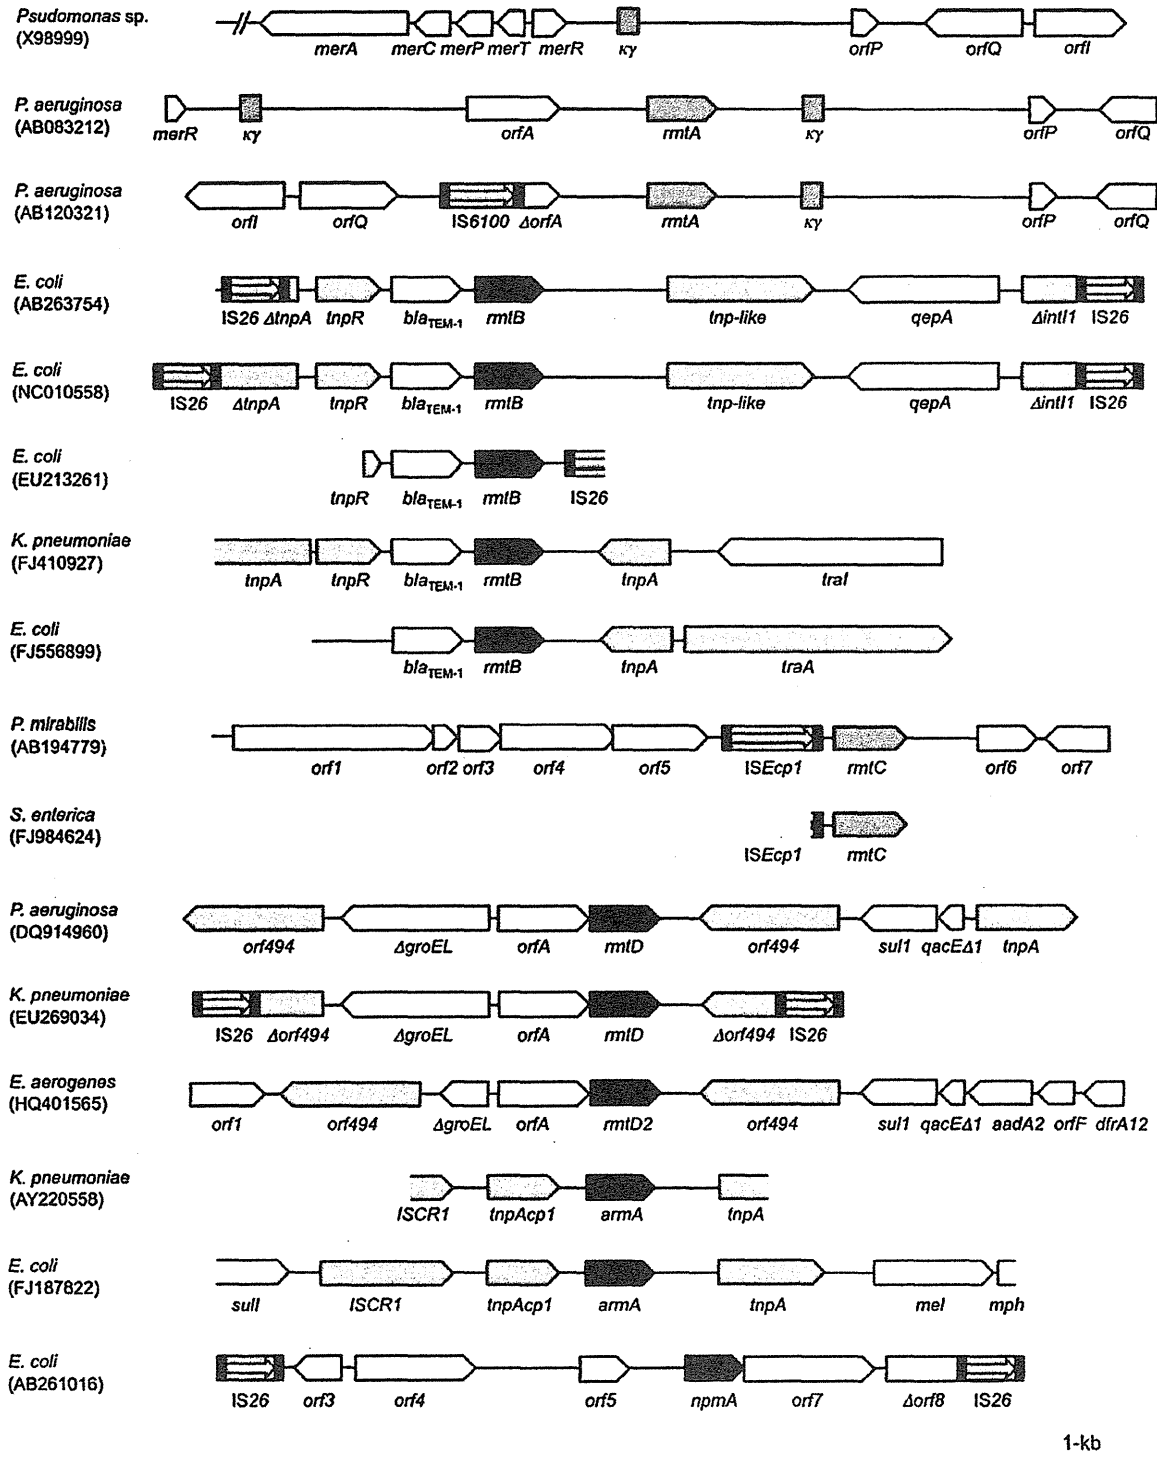 Psudomonas sp.
(X98999)
merA merC merP merT merR κγ orfP orfQ orfI
P. aeruginosa
(AB083212)
merR κγ orfA rmtA κγ orfP orfQ
P. aeruginosa
(AB120321)
orfI orfQ IS6100 ΔorfA rmtA κγ orfP orfQ
E. coli
(AB263754)
IS26 ΔtnpA tnpR blaTEM-1 rmtB tnp-like qepA ΔintI1 IS26
E. coli
(NC010558)
IS26 ΔtnpA tnpR blaTEM-1 rmtB tnp-like qepA ΔintI1 IS26
E. coli
(EU213261)
tnpR blaTEM-1 rmtB IS26
K. pneumoniae
(FJ410927)
tnpA tnpR blaTEM-1 rmtB tnpA traI
E. coli
(FJ556899)
blaTEM-1 rmtB tnpA traA
P. mirabilis
(AB194779)
orf1 orf2 orf3 orf4 orf5 ISEcp1 rmtC orf6 orf7
S. enterica
(FJ984624)
ISEcp1 rmtC
P. aeruginosa
(DQ914960)
orf494 ΔgroEL orfA rmtD orf494 sul1 qacEΔ1 tnpA
K. pneumoniae
(EU269034)
IS26 Δorf494 ΔgroEL orfA rmtD Δorf494 IS26
E. aerogenes
(HQ401565)
orf1 orf494 ΔgroEL orfA rmtD2 orf494 sul1 qacEΔ1 aadA2 orfF dfrA12
K. pneumoniae
(AY220558)
ISCR1 tnpAcp1 armA tnpA
E. coli
(FJ187822)
sulI ISCR1 tnpAcp1 armA tnpA mel mph
E. coli
(AB261016)
IS26 orf3 orf4 orf5 npmA orf7 Δorf8 IS26
1-kb